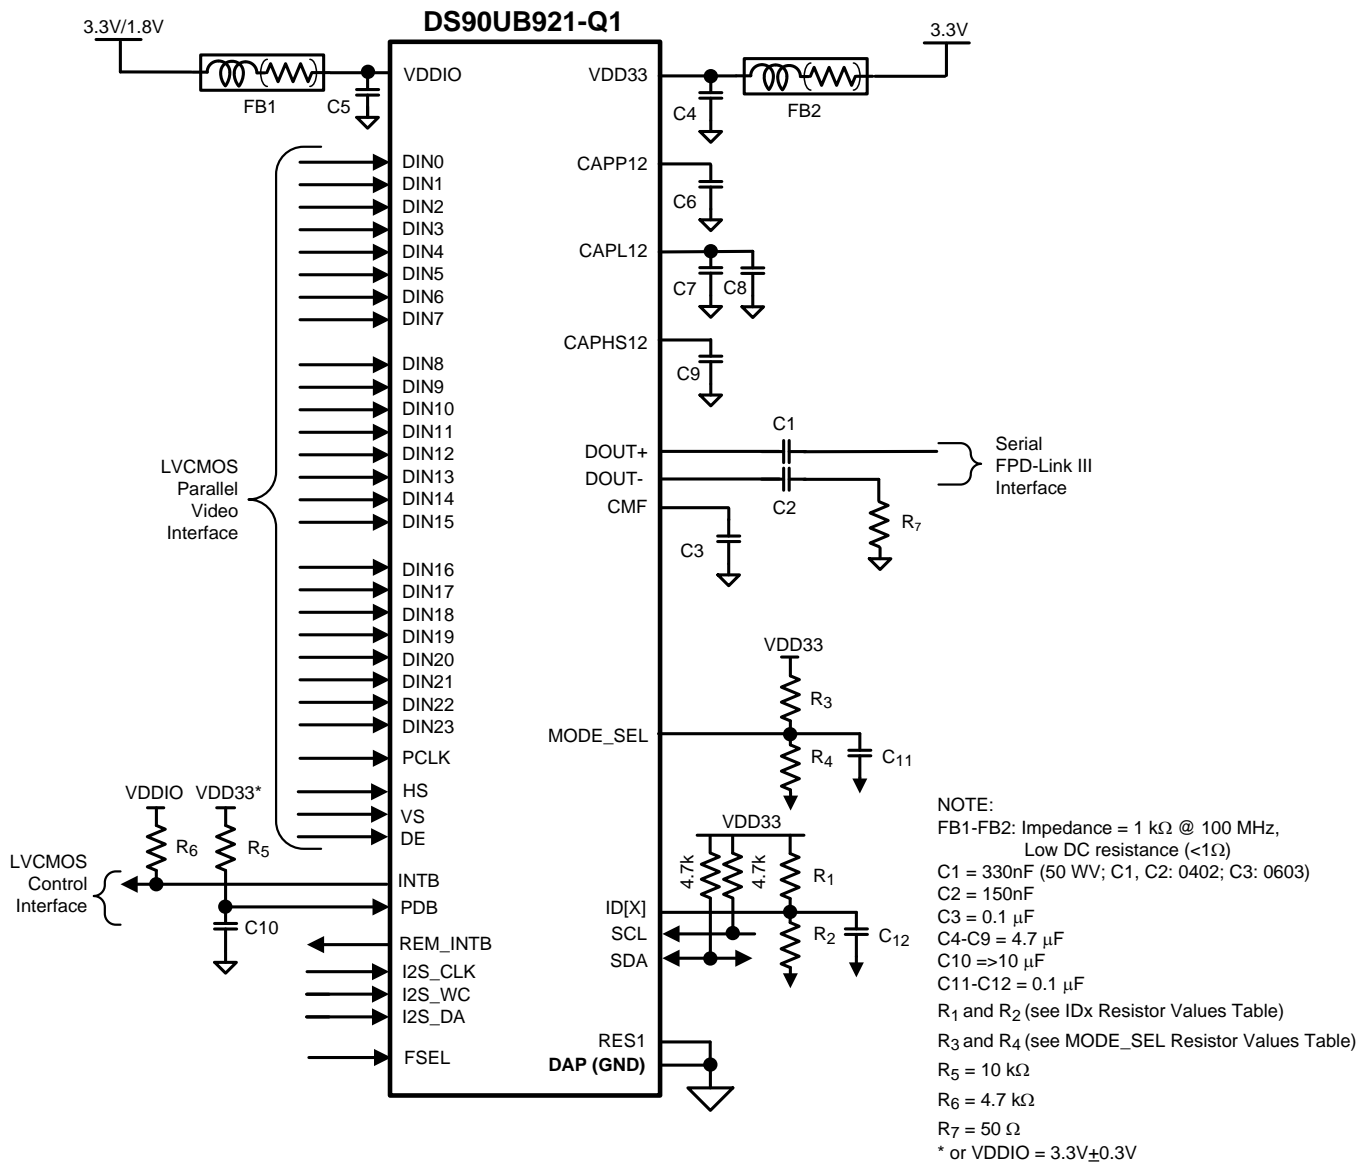 DS90UB921-Q1
3.3V/1.8V
3.3V
FB1
C5
VDDIO
VDD33
C4
FB2
DIN0
DIN1
DIN2
DIN3
DIN4
DIN5
DIN6
DIN7
DIN8
DIN9
DIN10
DIN11
DIN12
DIN13
DIN14
DIN15
DIN16
DIN17
DIN18
DIN19
DIN20
DIN21
DIN22
DIN23
PCLK
HS
VS
DE
LVCMOS
Parallel
Video
Interface
VDDIO
VDD33*
R6
R5
LVCMOS
Control
Interface
INTB
PDB
C10
REM_INTB
I2S_CLK
I2S_WC
I2S_DA
FSEL
CAPP12
C6
CAPL12
C7
C8
CAPHS12
C9
C1
DOUT+
DOUT-
C2
CMF
C3
R7
Serial
FPD-Link III
Interface
VDD33
R3
MODE_SEL
R4
C11
VDD33
4.7k
4.7k
R1
ID[X]
SCL
SDA
R2
C12
RES1
DAP (GND)
NOTE:
FB1-FB2: Impedance = 1 kΩ @ 100 MHz,
Low DC resistance (<1Ω)
C1 = 330nF (50 WV; C1, C2: 0402; C3: 0603)
C2 = 150nF
C3 = 0.1 μF
C4-C9 = 4.7 μF
C10 =>10 μF
C11-C12 = 0.1 μF
R1 and R2 (see IDx Resistor Values Table)
R3 and R4 (see MODE_SEL Resistor Values Table)
R5 = 10 kΩ
R6 = 4.7 kΩ
R7 = 50 Ω
* or VDDIO = 3.3V±0.3V